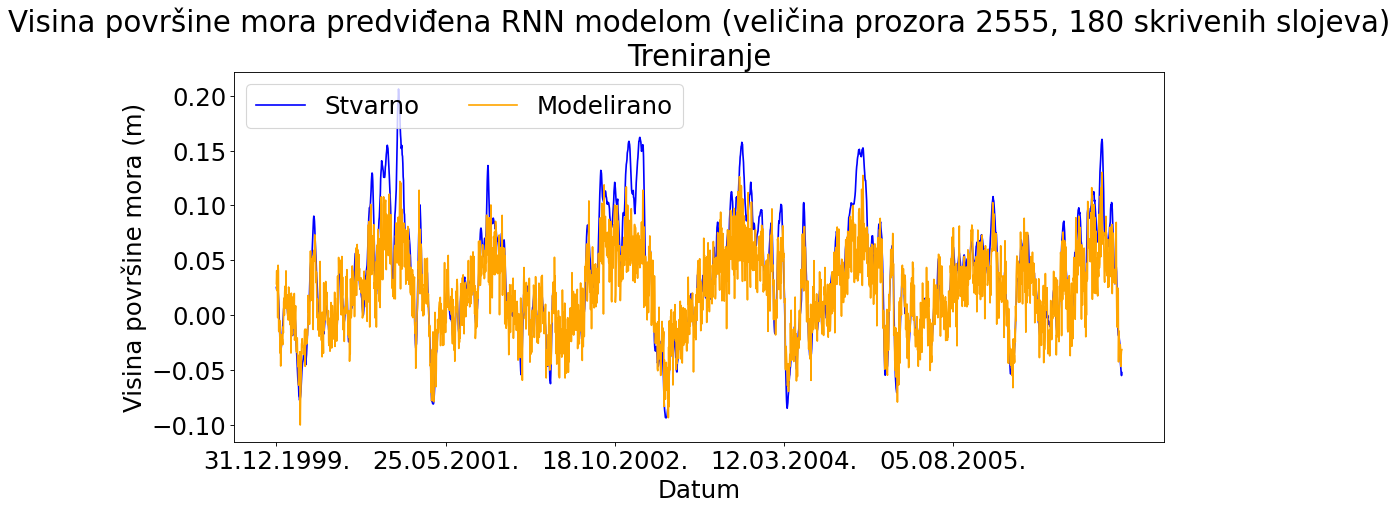 Visina površine mora predviđena RNN modelom (veličina prozora 2555, 180 skrivenih slojeva)
Treniranje
Stvarno
Modelirano
Visina površine mora (m)
0.20
0.15
0.10
0.05
0.00
−0.05
−0.10
31.12.1999. 25.05.2001. 18.10.2002. 12.03.2004. 05.08.2005.
Datum